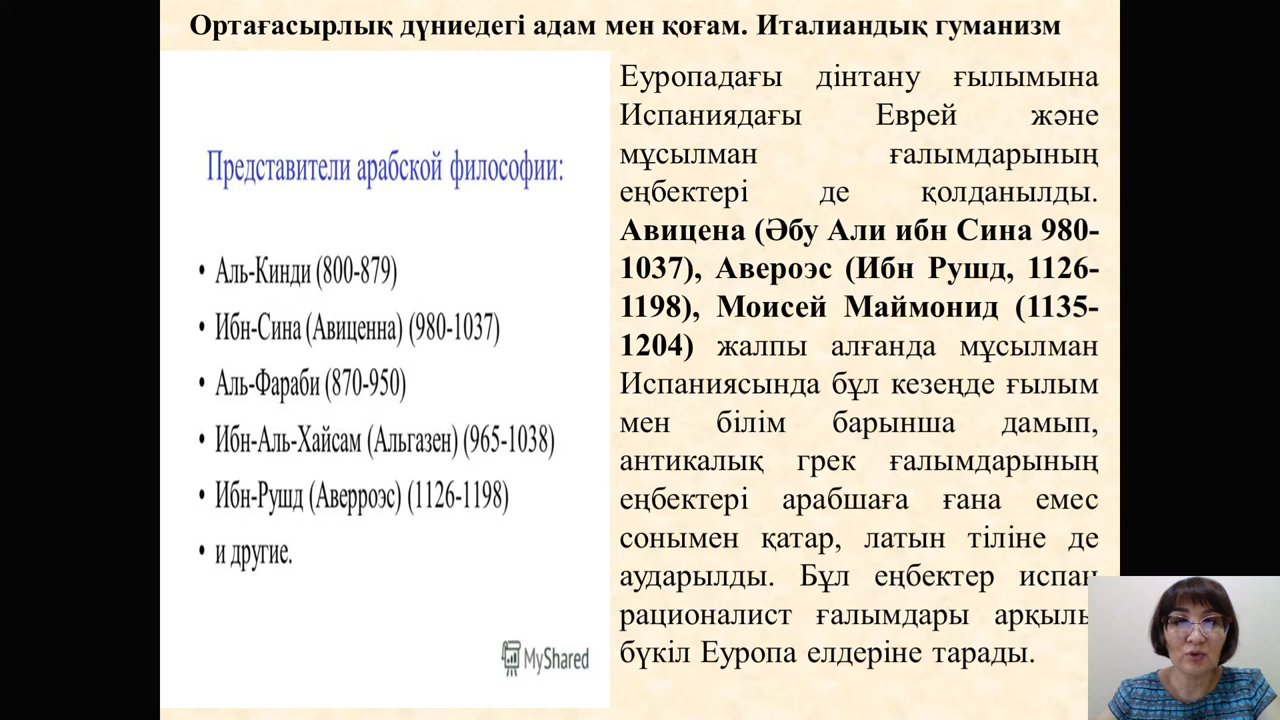 Ортағасырлық дүниедегі адам мен қоғам. Италиандық гуманизм
Представители арабской философии:
• Аль-Кинди (800-879)
• Ибн-Сина (Авиценна) (980-1037)
• Аль-Фараби (870-950)
• Ибн-Аль-Хайсам (Альгазен) (965-1038)
• Ибн-Рушд (Аверроэс) (1126-1198)
• и другие.
MyShared
Еуропадағы дінтану ғылымына
Испаниядағы Еврей және
мұсылман ғалымдарының
еңбектері де қолданылды.
Авицена (Әбу Али ибн Сина 980-
1037), Авероэс (Ибн Рушд, 1126-
1198), Моисей Маймонид (1135-
1204) жалпы алғанда мұсылман
Испаниясында бұл кезеңде ғылым
мен білім барынша дамып,
антикалық грек ғалымдарының
еңбектері арабшаға ғана емес
сонымен қатар, латын тіліне де
аударылды. Бұл еңбектер испан
рационалист ғалымдары арқылы
бүкіл Еуропа елдеріне тарады.